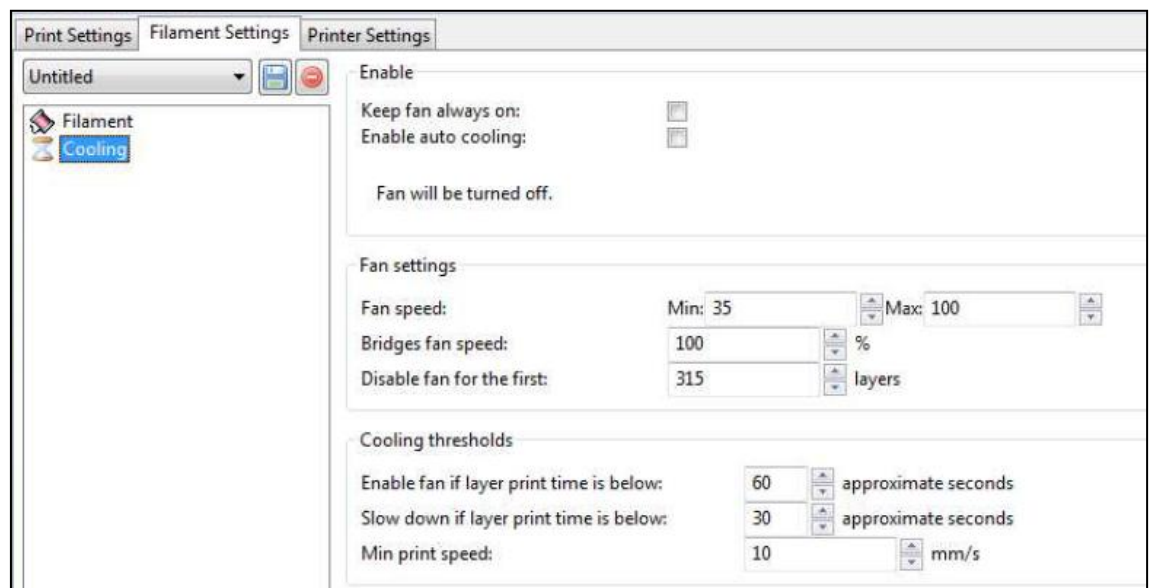 Print Settings Filament Settings Printer Settings
Untitled
Filament
Cooling
Enable
Keep fan always on:
Enable auto cooling:
Fan will be turned off.
Fan settings
Fan speed: Min: 35 Max: 100
Bridges fan speed: 100 %
Disable fan for the first: 315 layers
Cooling thresholds
Enable fan if layer print time is below: 60 approximate seconds
Slow down if layer print time is below: 30 approximate seconds
Min print speed: 10 mm/s